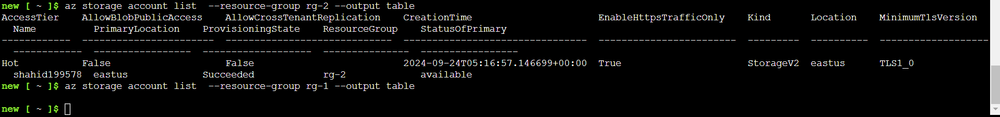 new [ ~ ]$ az storage account list  --resource-group rg-2 --output table
AccessTier    AllowBlobPublicAccess    AllowCrossTenantReplication    CreationTime                      EnableHttpsTrafficOnly    Kind       Location    MinimumTlsVersion
  Name          PrimaryLocation    ProvisioningState    ResourceGroup    StatusOfPrimary
------------  -----------------------  -----------------------------  --------------------------------  ------------------------  ---------  ----------  -------------------
  ------------  -----------------  -------------------  ---------------  -----------------
Hot           False                    False                          2024-09-24T05:16:57.146699+00:00  True                      StorageV2  eastus      TLS1_0
  shahid199578  eastus             Succeeded            rg-2             available
new [ ~ ]$ az storage account list  --resource-group rg-1 --output table
new [ ~ ]$